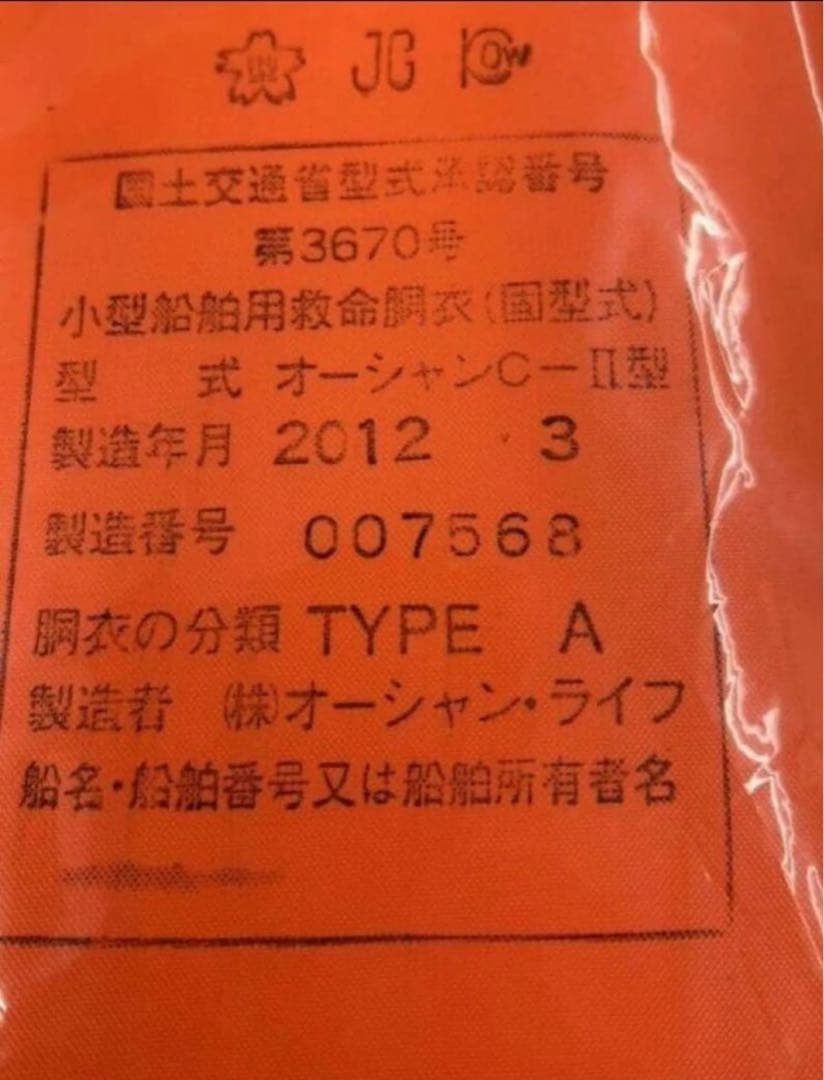 JC
国土交通省型式承認番号
第3670号
小型船舶用救命胴衣(固型式)
型 式 オーシャンC-II型
製造年月 2012 · 3
製造番号 007568
胴衣の分類 TYPE A
製造者 (株)オーシャン・ライフ
船名・船舶番号又は船舶所有者名